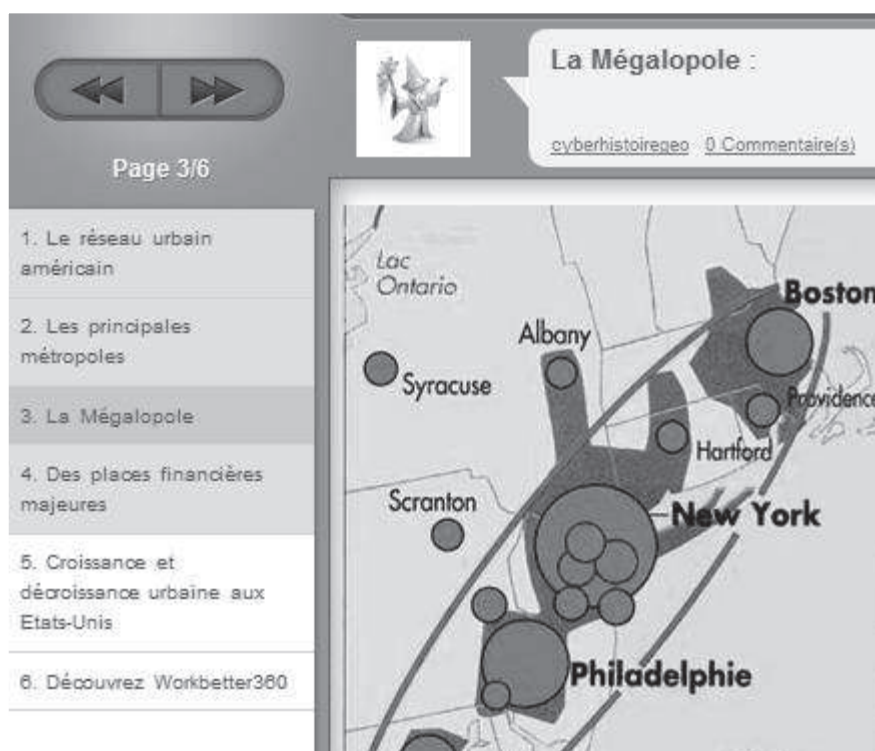 La Mégalopole :
cyberhistoiregeo 0 Commentaire(s)
Page 3/6
1. Le réseau urbain
américain
2. Les principales
métropoles
3. La Mégalopole
4. Des places financières
majeures
5. Croissance et
décroissance urbaine aux
Etats-Unis
6. Découvrez Workbetter360
Lac
Ontario
Boston
Albany
Syracuse
Providence
Hartford
Scranton
New York
Philadelphie